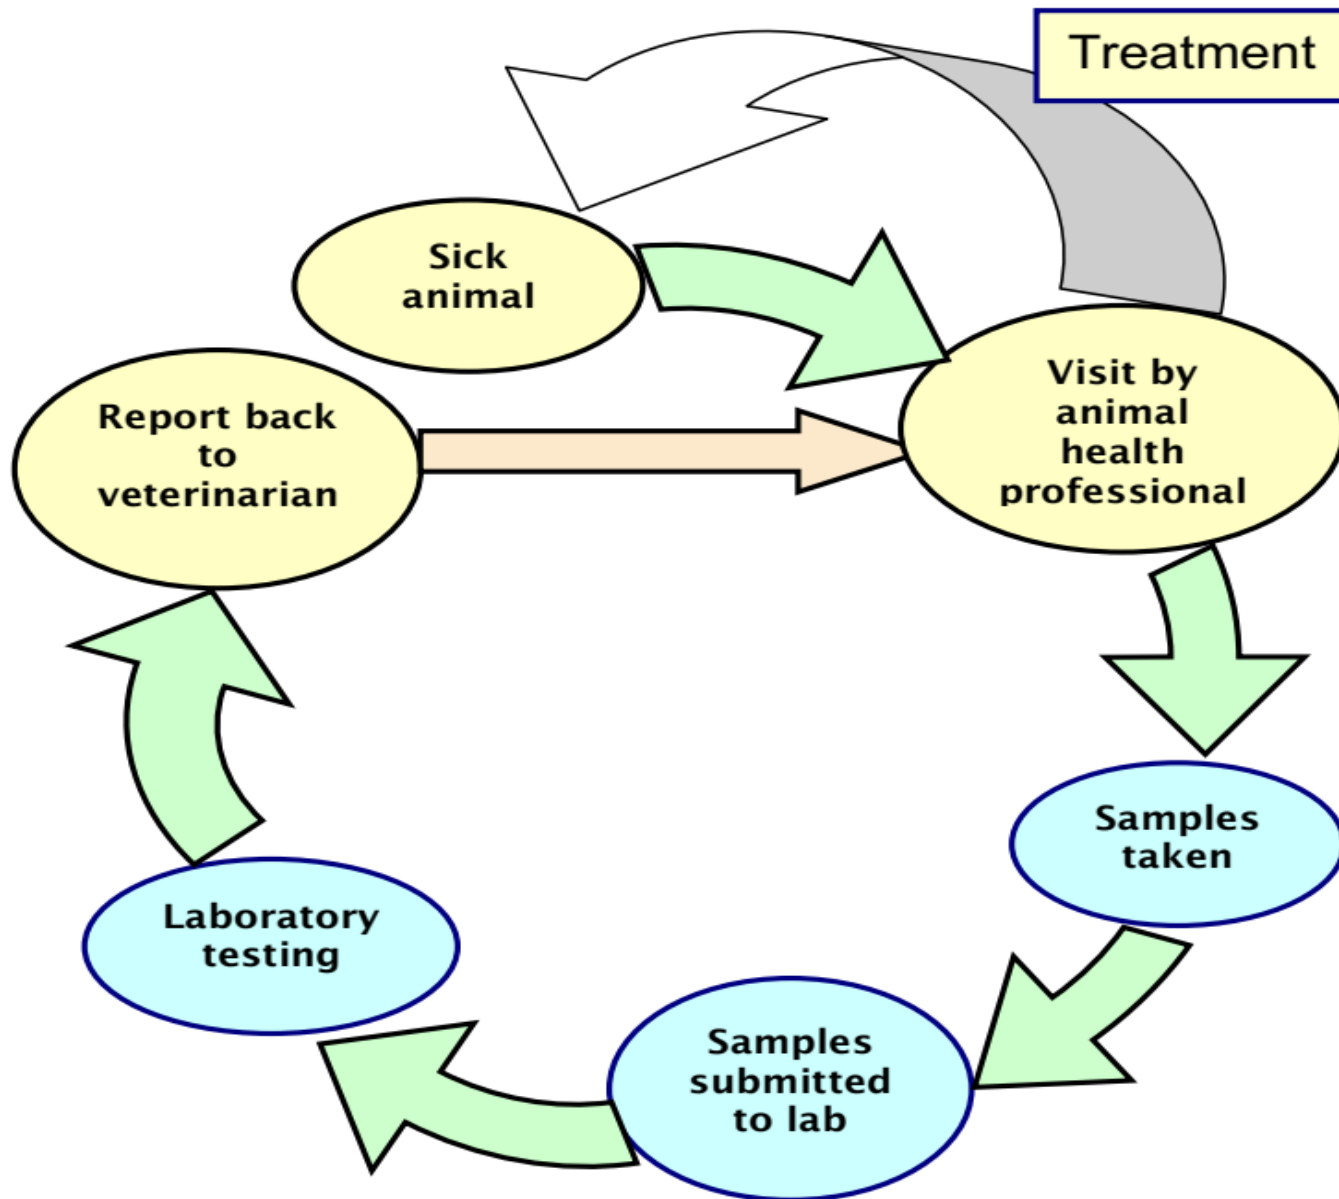 Treatment
Sick
animal
Visit by
animal
health
professional
Report back
to
veterinarian
Samples
taken
Laboratory
testing
Samples
submitted
to lab